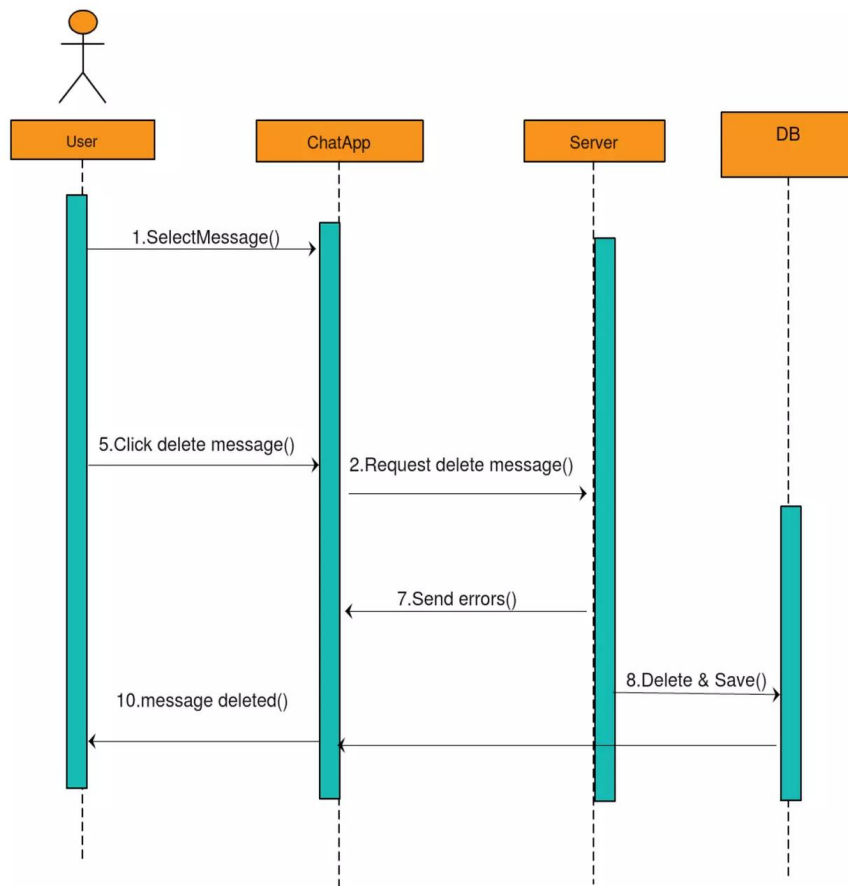 User
ChatApp
Server
DB
1.SelectMessage()
5.Click delete message()
2.Request delete message()
7.Send errors()
8.Delete & Save()
10.message deleted()